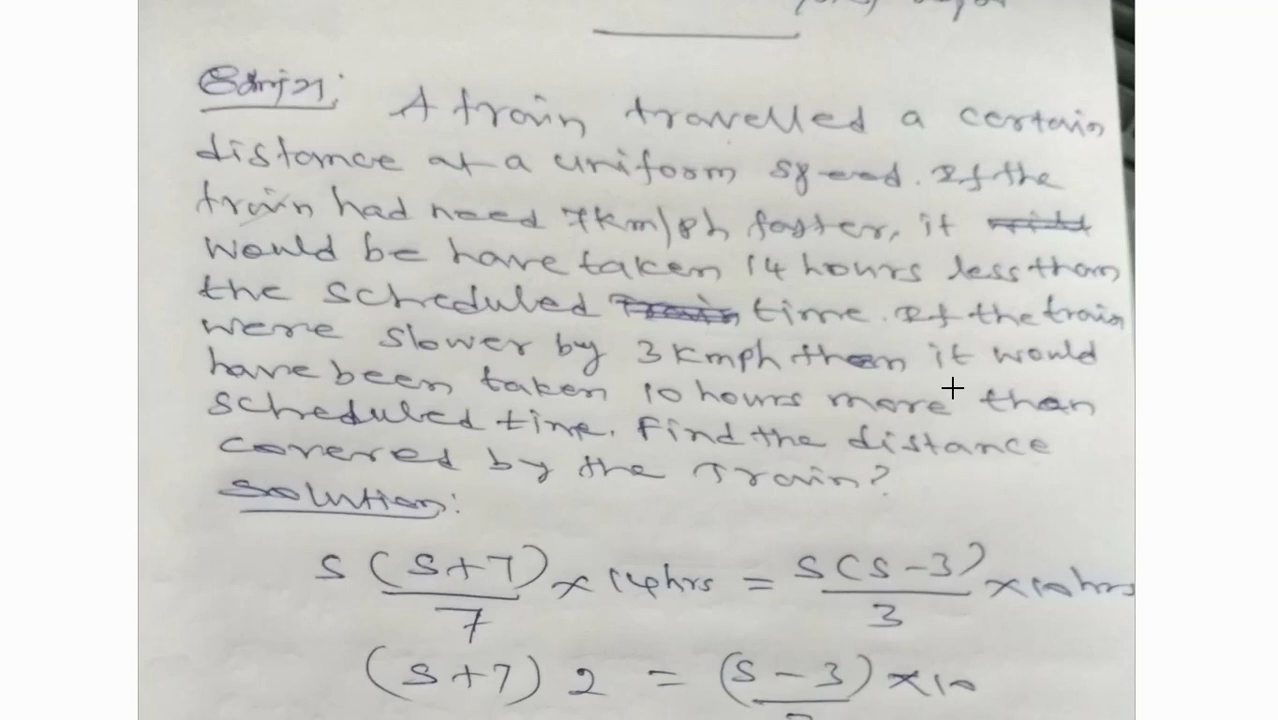 A train travelled a certain
distance at a uniform speed. If the
train had need 7km/ph faster, it
would be have taken 14 hours less than
the scheduled time. If the train
were slower by 3 kmph then it would
have been taken 10 hours more than
scheduled time. Find the distance
covered by the Train?
Solution:
S(S+7)/7 × 14hrs = S(S-3)/3 × 10hrs
(S+7) 2 = (S-3) × 10